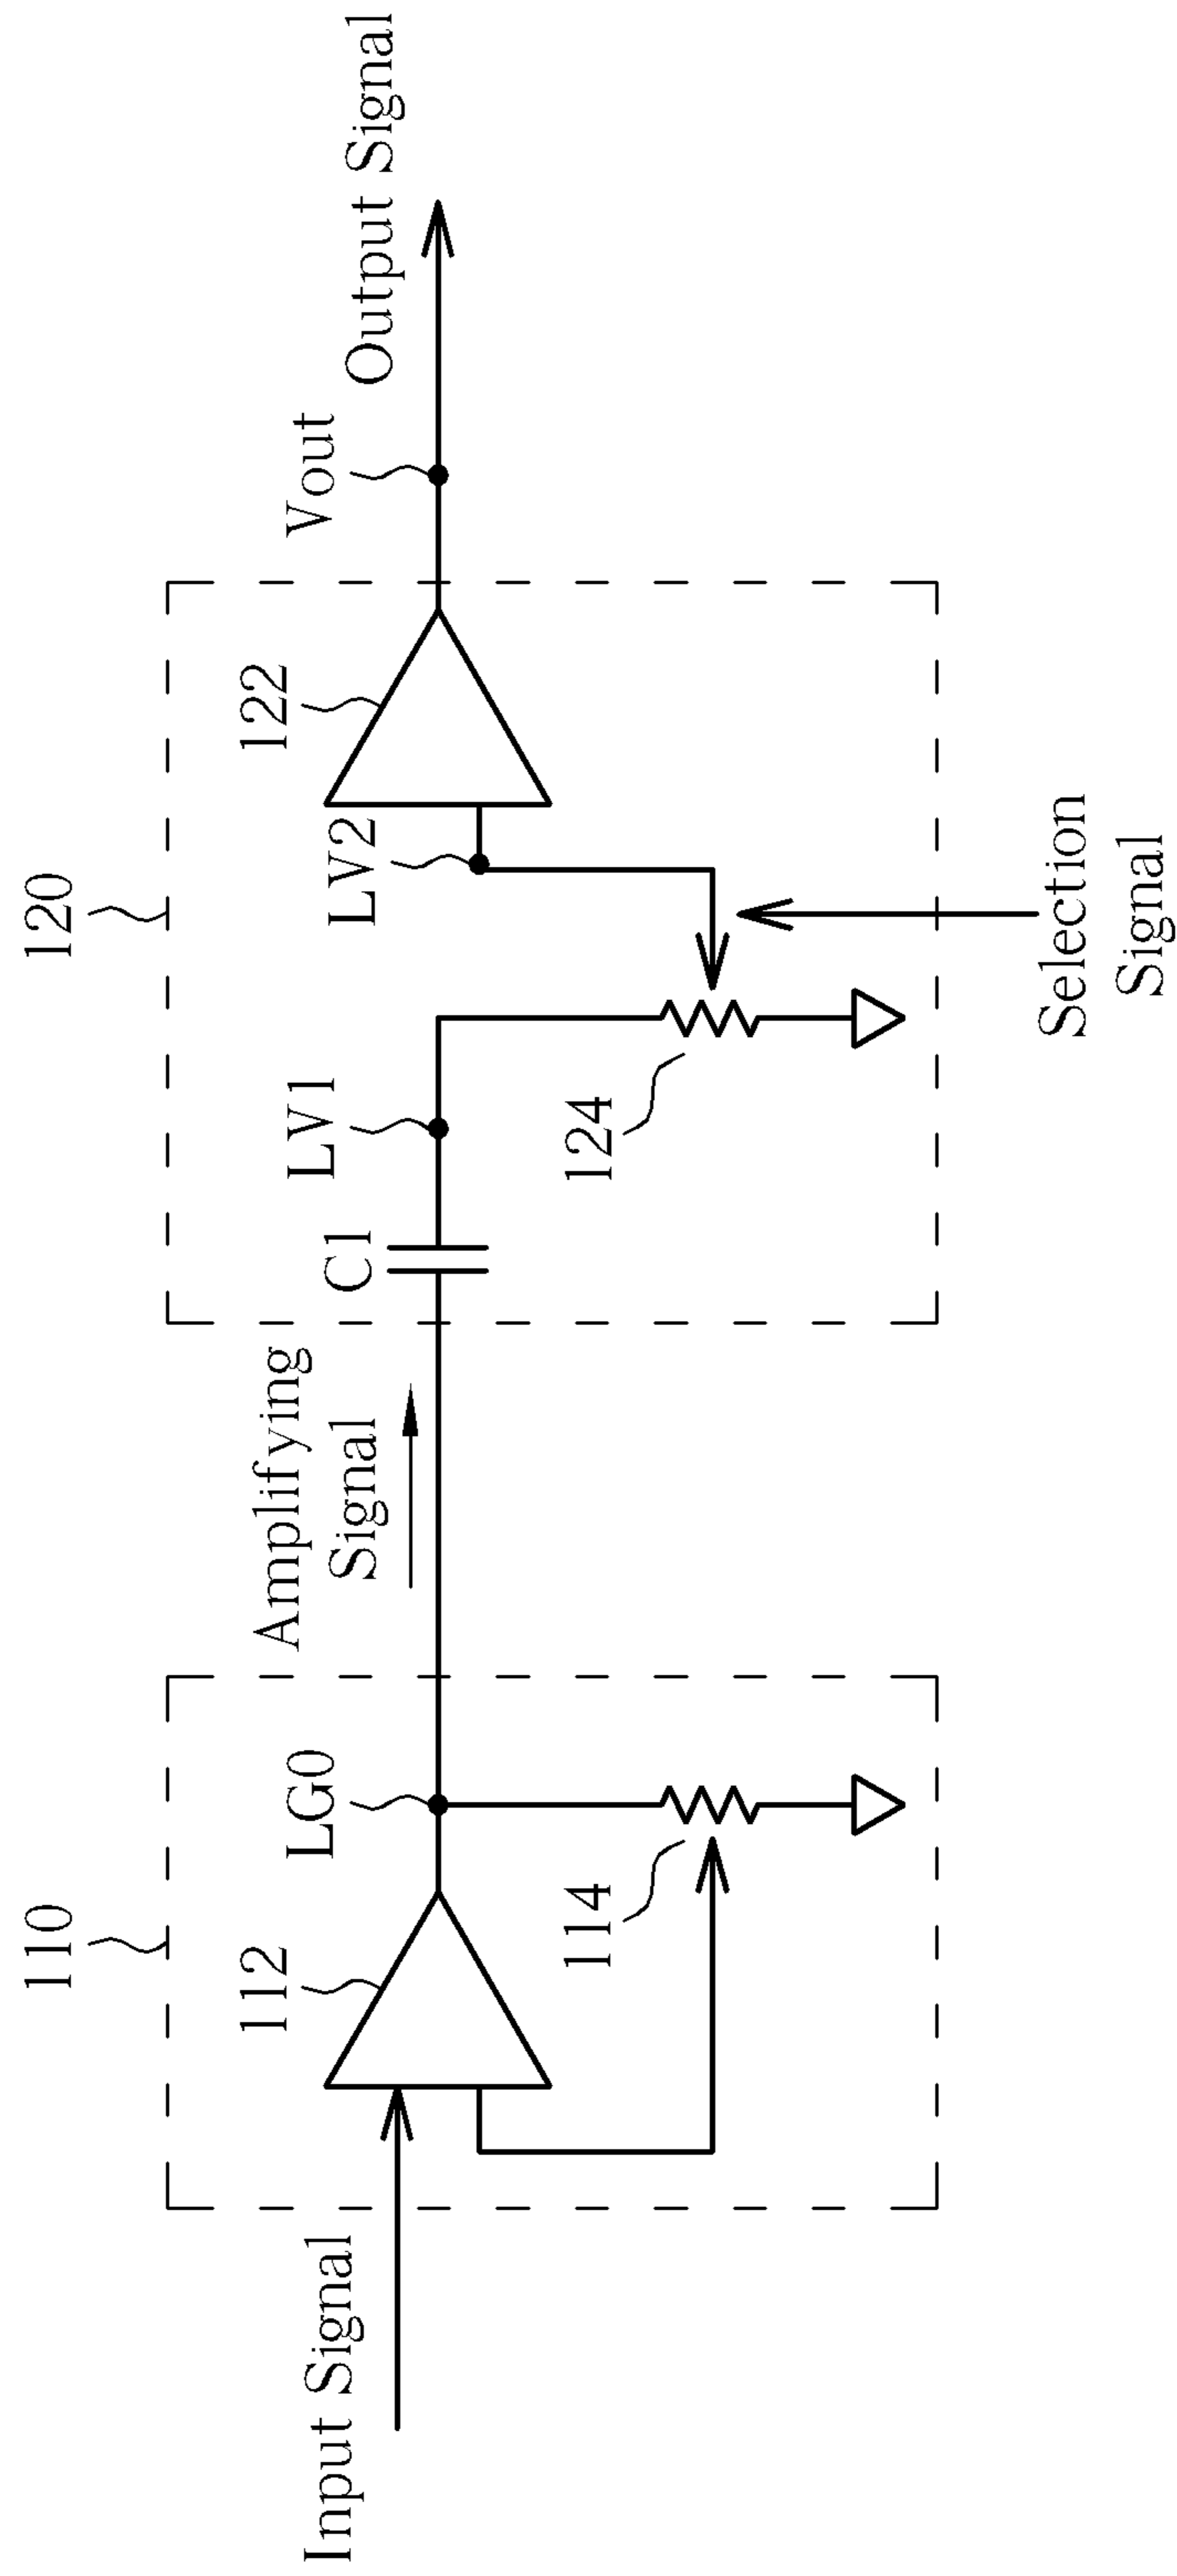 110
120
Input Signal
112
LG0
114
Amplifying
Signal
C1
LV1
124
LV2
122
Vout
Output Signal
Selection
Signal